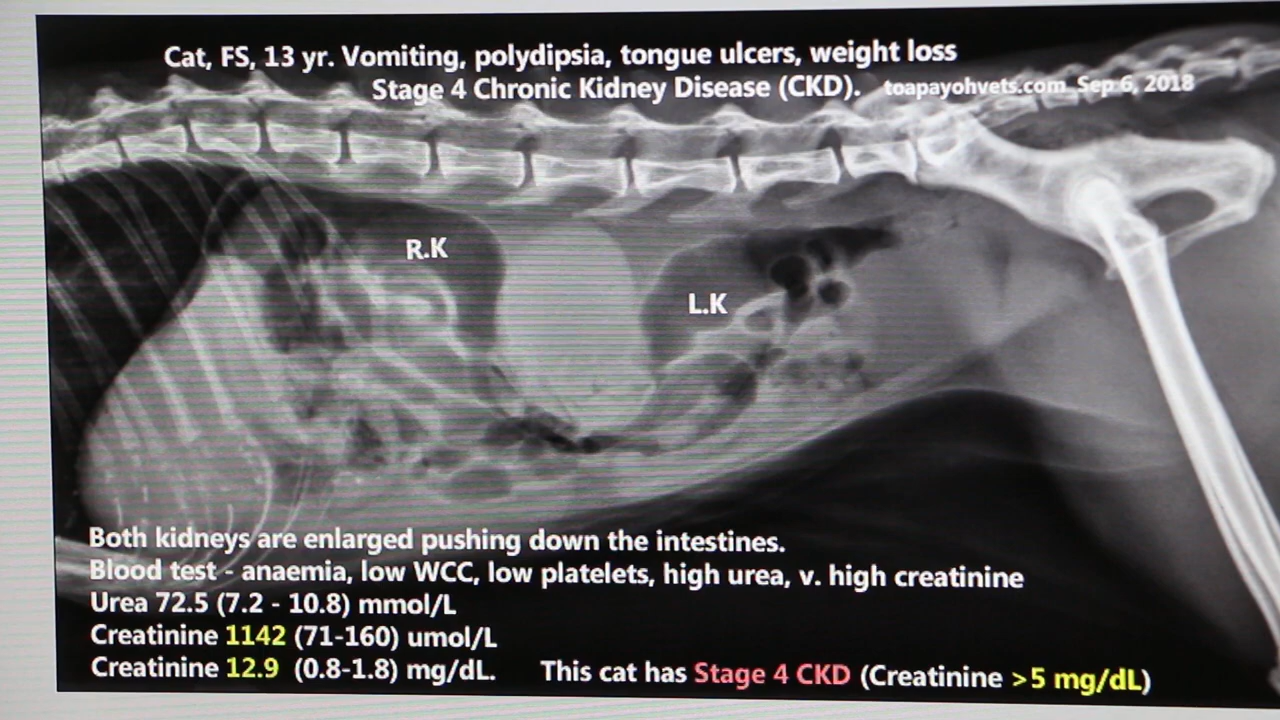 Cat, FS, 13 yr. Vomiting, polydipsia, tongue ulcers, weight loss
Stage 4 Chronic Kidney Disease (CKD). toapayohvets.com Sep 6, 2018
R.K
L.K
Both kidneys are enlarged pushing down the intestines.
Blood test - anaemia, low WCC, low platelets, high urea, v. high creatinine
Urea 72.5 (7.2 - 10.8) mmol/L
Creatinine 1142 (71-160) umol/L
Creatinine 12.9 (0.8-1.8) mg/dL. This cat has Stage 4 CKD (Creatinine >5 mg/dL)